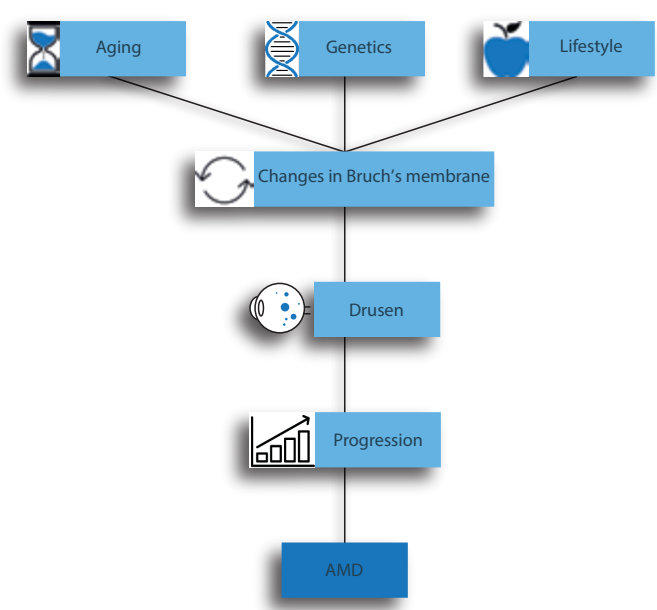 Aging
Genetics
Lifestyle
Changes in Bruch’s membrane
Drusen
Progression
AMD